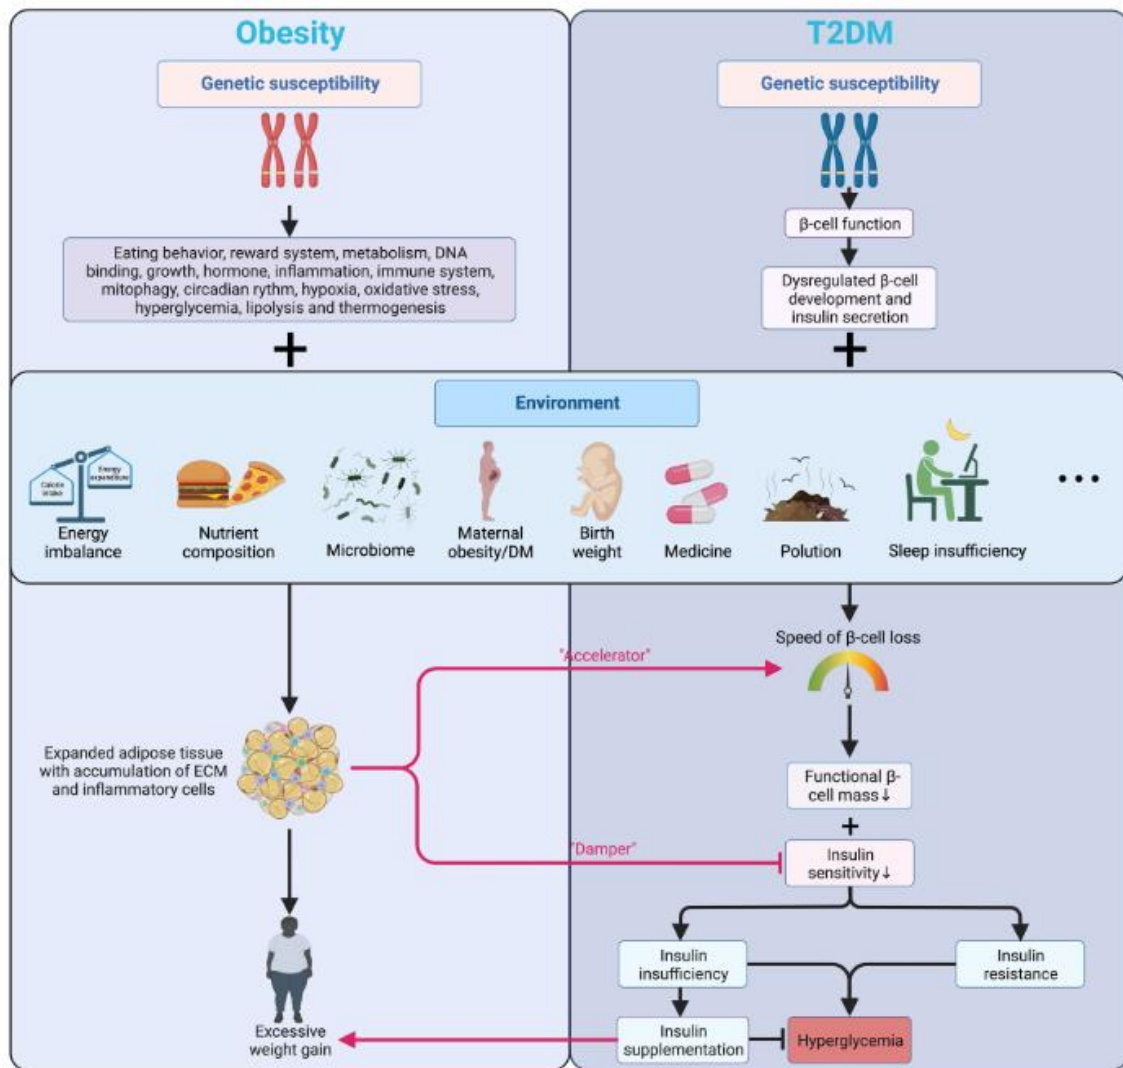 Obesity
T2DM
Genetic susceptibility
Genetic susceptibility
Eating behavior, reward system, metabolism, DNA
binding, growth, hormone, inflammation, immune system,
mitophagy, circadian rythm, hypoxia, oxidative stress,
hyperglycemia, lipolysis and thermogenesis
β-cell function
Dysregulated β-cell
development and
insulin secretion
+
+
Environment
Calorie
intake
Energy
expenditure
Energy
imbalance
Nutrient
composition
Microbiome
Maternal
obesity/DM
Birth
weight
Medicine
Polution
Sleep insufficiency
...
Speed of β-cell loss
"Accelerator"
Expanded adipose tissue
with accumulation of ECM
and inflammatory cells
Functional β-
cell mass↓
+
"Damper"
Insulin
sensitivity↓
Insulin
insufficiency
Insulin
resistance
Excessive
weight gain
Insulin
supplementation
Hyperglycemia